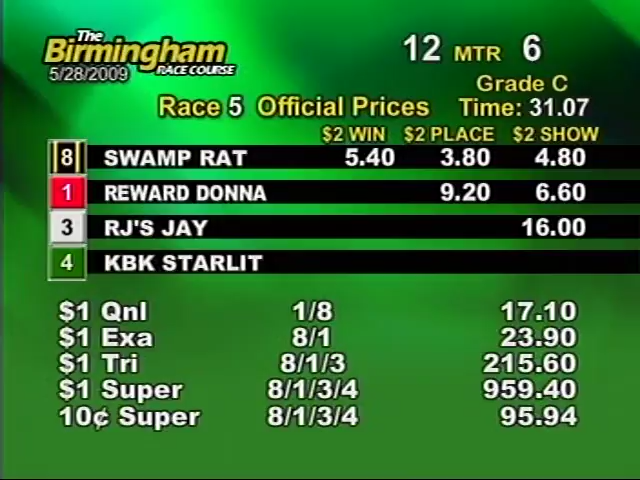 The
Birmingham
RACE COURSE
5/28/2009
12 MTR 6
Grade C
Race 5 Official Prices Time: 31.07
$2 WIN $2 PLACE $2 SHOW
8 SWAMP RAT 5.40 3.80 4.80
1 REWARD DONNA 9.20 6.60
3 RJ'S JAY 16.00
4 KBK STARLIT
$1 Qnl 1/8 17.10
$1 Exa 8/1 23.90
$1 Tri 8/1/3 215.60
$1 Super 8/1/3/4 959.40
10¢ Super 8/1/3/4 95.94